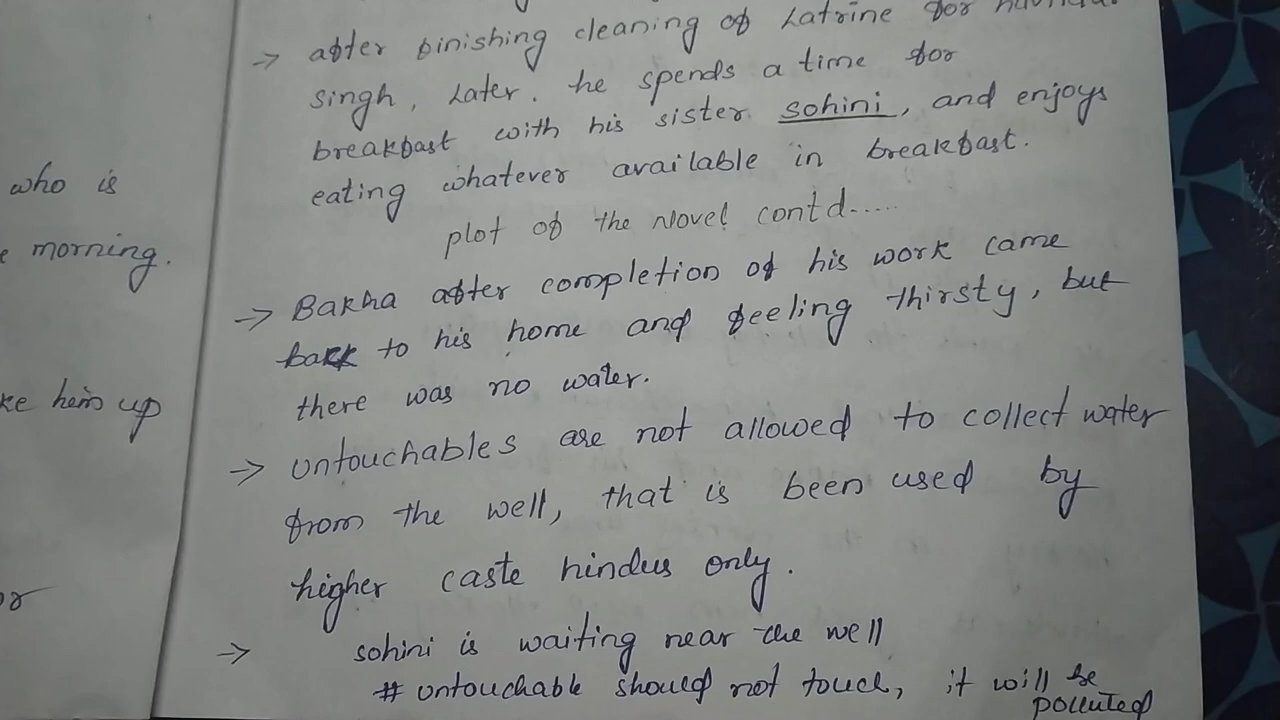 who is
morning.
him up
→ after finishing cleaning of Latrine for
singh, Later. he spends a time for
breakfast with his sister sohini, and enjoys
eating whatever available in breakfast.
plot of the Novel contd.....
→ Bakha after completion of his work came
back to his home and feeling thirsty, but
there was no water.
→ untouchables are not allowed to collect water
from the well, that is been used by
higher caste hindus only.
→ sohini is waiting near the well
# untouchable should not touch, it will be
polluted